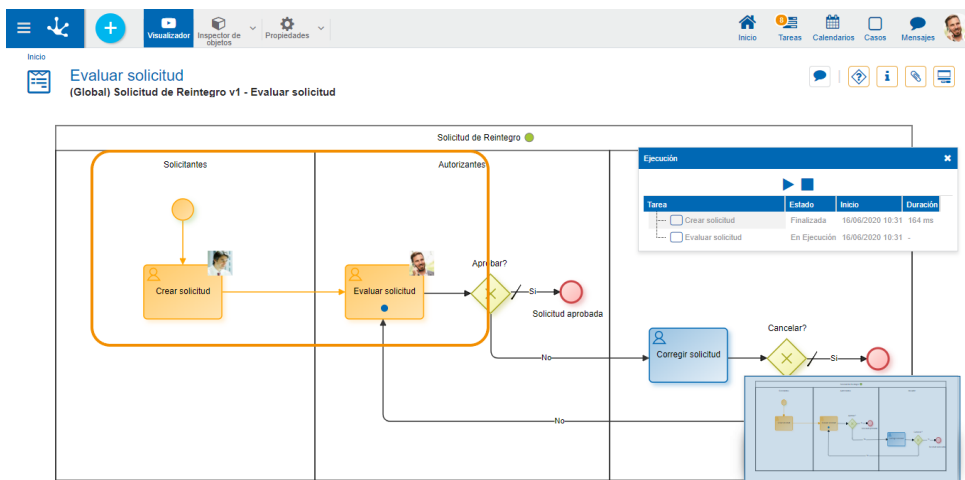 Visualizador
Inspector de
objetos
Propiedades
Inicio
8
Tareas
Calendarios
Casos
Mensajes
Inicio
Evaluar solicitud
(Global) Solicitud de Reintegro v1 - Evaluar solicitud
Solicitud de Reintegro
Solicitantes
Autorizantes
Ejecución
Tarea Estado Inicio Duración
Crear solicitud Finalizada 16/06/2020 10:31 164 ms
Evaluar solicitud En Ejecución 16/06/2020 10:31 -
Crear solicitud
Evaluar solicitud
Aprobar?
Si
Solicitud aprobada
No
Corregir solicitud
Cancelar?
Si
No